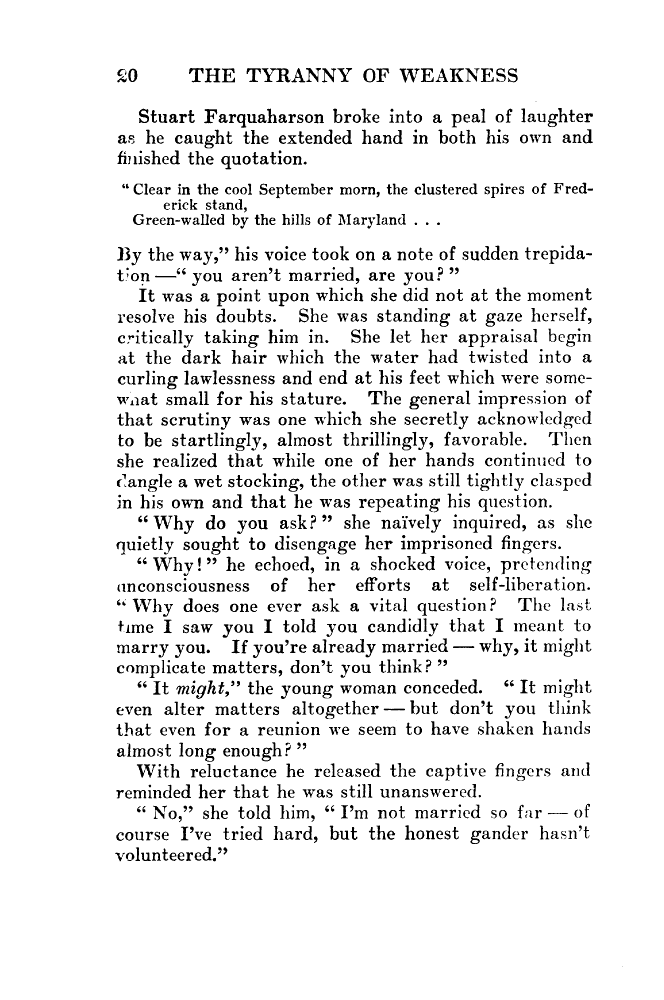 20 THE TYRANNY OF WEAKNESS
Stuart Farquaharson broke into a peal of laughter
as he caught the extended hand in both his own and
finished the quotation.
“ Clear in the cool September morn, the clustered spires of Fred-
erick stand,
Green-walled by the hills of Maryland . . .
By the way,” his voice took on a note of sudden trepida-
tion —“ you aren't married, are you? ”
It was a point upon which she did not at the moment
resolve his doubts. She was standing at gaze herself,
critically taking him in. She let her appraisal begin
at the dark hair which the water had twisted into a
curling lawlessness and end at his feet which were some-
what small for his stature. The general impression of
that scrutiny was one which she secretly acknowledged
to be startlingly, almost thrillingly, favorable. Then
she realized that while one of her hands continued to
dangle a wet stocking, the other was still tightly clasped
in his own and that he was repeating his question.
“ Why do you ask? ” she naïvely inquired, as she
quietly sought to disengage her imprisoned fingers.
“ Why! ” he echoed, in a shocked voice, pretending
unconsciousness of her efforts at self-liberation.
“ Why does one ever ask a vital question? The last
time I saw you I told you candidly that I meant to
marry you. If you're already married — why, it might
complicate matters, don't you think? ”
“ It might,” the young woman conceded. “ It might
even alter matters altogether — but don't you think
that even for a reunion we seem to have shaken hands
almost long enough? ”
With reluctance he released the captive fingers and
reminded her that he was still unanswered.
“ No,” she told him, “ I'm not married so far — of
course I've tried hard, but the honest gander hasn't
volunteered.”